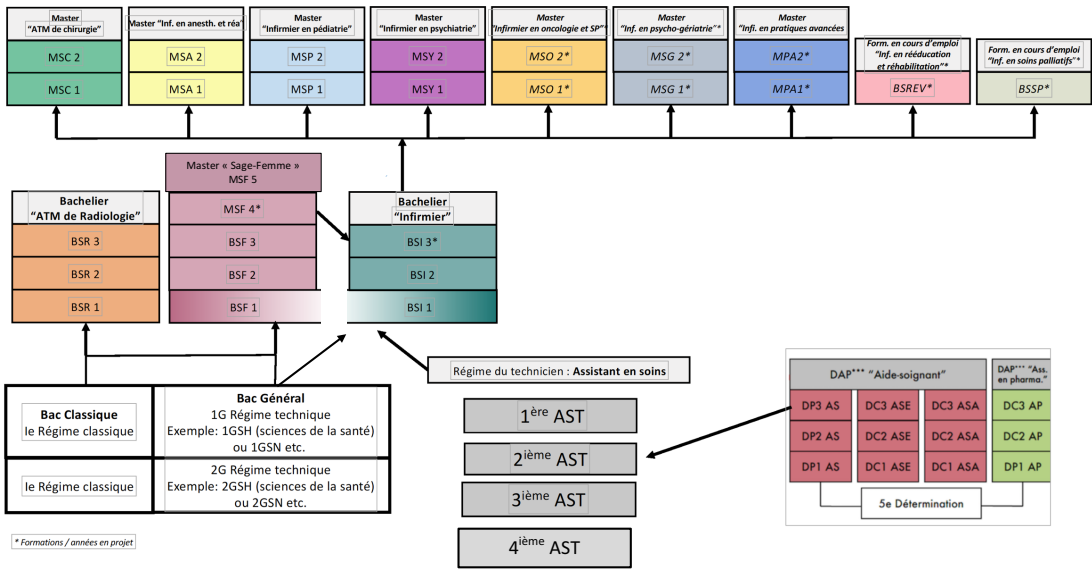 Master
"ATM de chirurgie"
MSC 2
MSC 1
Master "Inf. en anesth. et réa"
MSA 2
MSA 1
Master
"Infirmier en pédiatrie"
MSP 2
MSP 1
Master
"Infirmier en psychiatrie"
MSY 2
MSY 1
Master
"Infirmier en oncologie et SP"*
MSO 2*
MSO 1*
Master
"Inf. en psycho-gériatrie"*
MSG 2*
MSG 1*
Master
"Infi. en pratiques avancées
MPA2*
MPA1*
Form. en cours d'emploi
"Inf. en rééducation
et réhabilitation"*
BSREV*
Form. en cours d'emploi
"Inf. en soins palliatifs"*
BSSP*
Bachelier
"ATM de Radiologie"
BSR 3
BSR 2
BSR 1
Master « Sage-Femme »
MSF 5
MSF 4*
BSF 3
BSF 2
BSF 1
Bachelier
"Infirmier"
BSI 3*
BSI 2
BSI 1
Régime du technicien : Assistant en soins
Bac Classique
le Régime classique
Bac Général
1G Régime technique
Exemple: 1GSH (sciences de la santé)
ou 1GSN etc.
le Régime classique
2G Régime technique
Exemple: 2GSH (sciences de la santé)
ou 2GSN etc.
1ère AST
2ième AST
3ième AST
4ième AST
DAP*** "Aide-soignant"
DP3 AS
DC3 ASE
DC3 ASA
DP2 AS
DC2 ASE
DC2 ASA
DP1 AS
DC1 ASE
DC1 ASA
DAP*** "Ass.
en pharma."
DC3 AP
DC2 AP
DP1 AP
5e Détermination
* Formations / années en projet